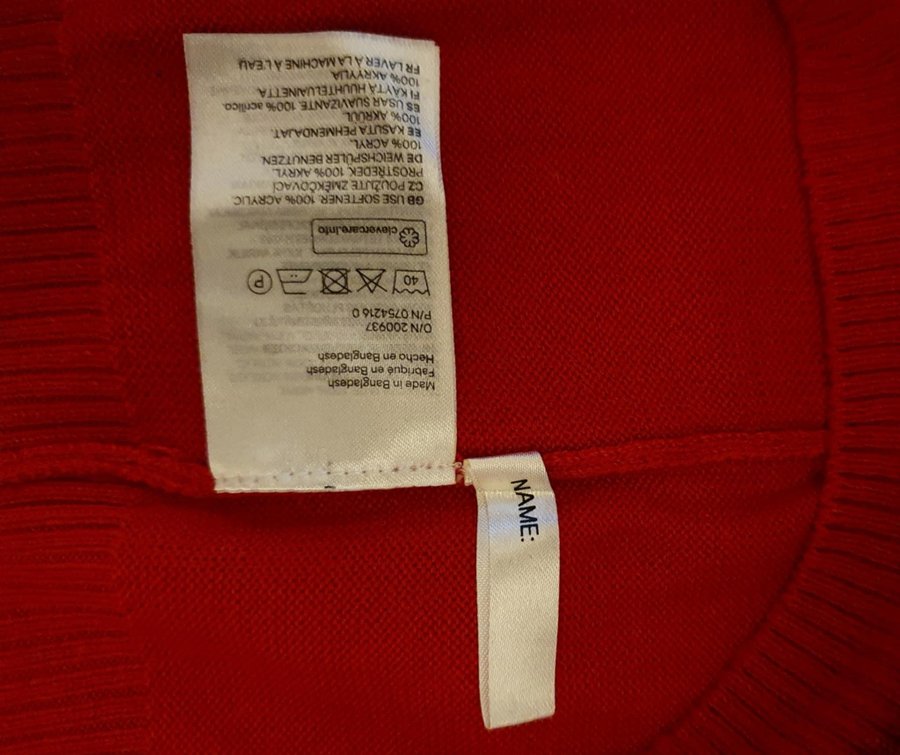 Made in Bangladesh
Fabriqué en Bangladesh
Hecho en Bangladesh
O/N 200937
P/N 0754216 0
40 P
clevercare.info
GB USE SOFTENER. 100% ACRYLIC
CZ POUŽIJTE ZMĚKČOVACÍ
PROSTŘEDEK. 100% AKRYL.
DE WEICHSPÜLER BENUTZEN.
100% ACRYL.
EE KASUTA PEHMENDAJAT.
100% AKRÜÜL
ES USAR SUAVIZANTE. 100% acrílico.
FI KÄYTÄ HUUHTELUAINETTA.
100% AKRYYLIA
FR LAVER À LA MACHINE À L'EAU
NAME: